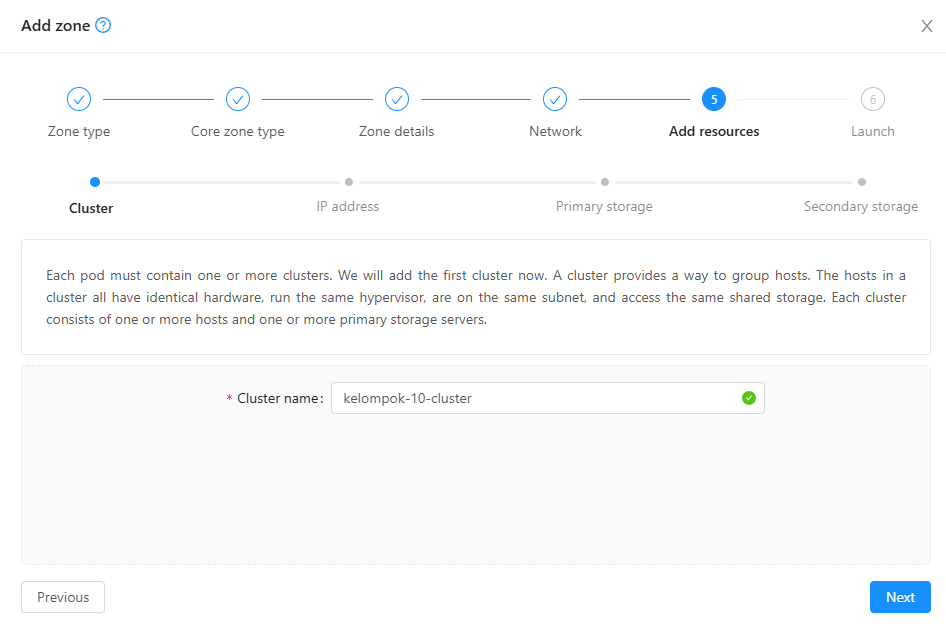 Add zone ?
Zone type
Core zone type
Zone details
Network
5
Add resources
6
Launch
Cluster
IP address
Primary storage
Secondary storage
Each pod must contain one or more clusters. We will add the first cluster now. A cluster provides a way to group hosts. The hosts in a
cluster all have identical hardware, run the same hypervisor, are on the same subnet, and access the same shared storage. Each cluster
consists of one or more hosts and one or more primary storage servers.
* Cluster name: kelompok-10-cluster
Previous
Next